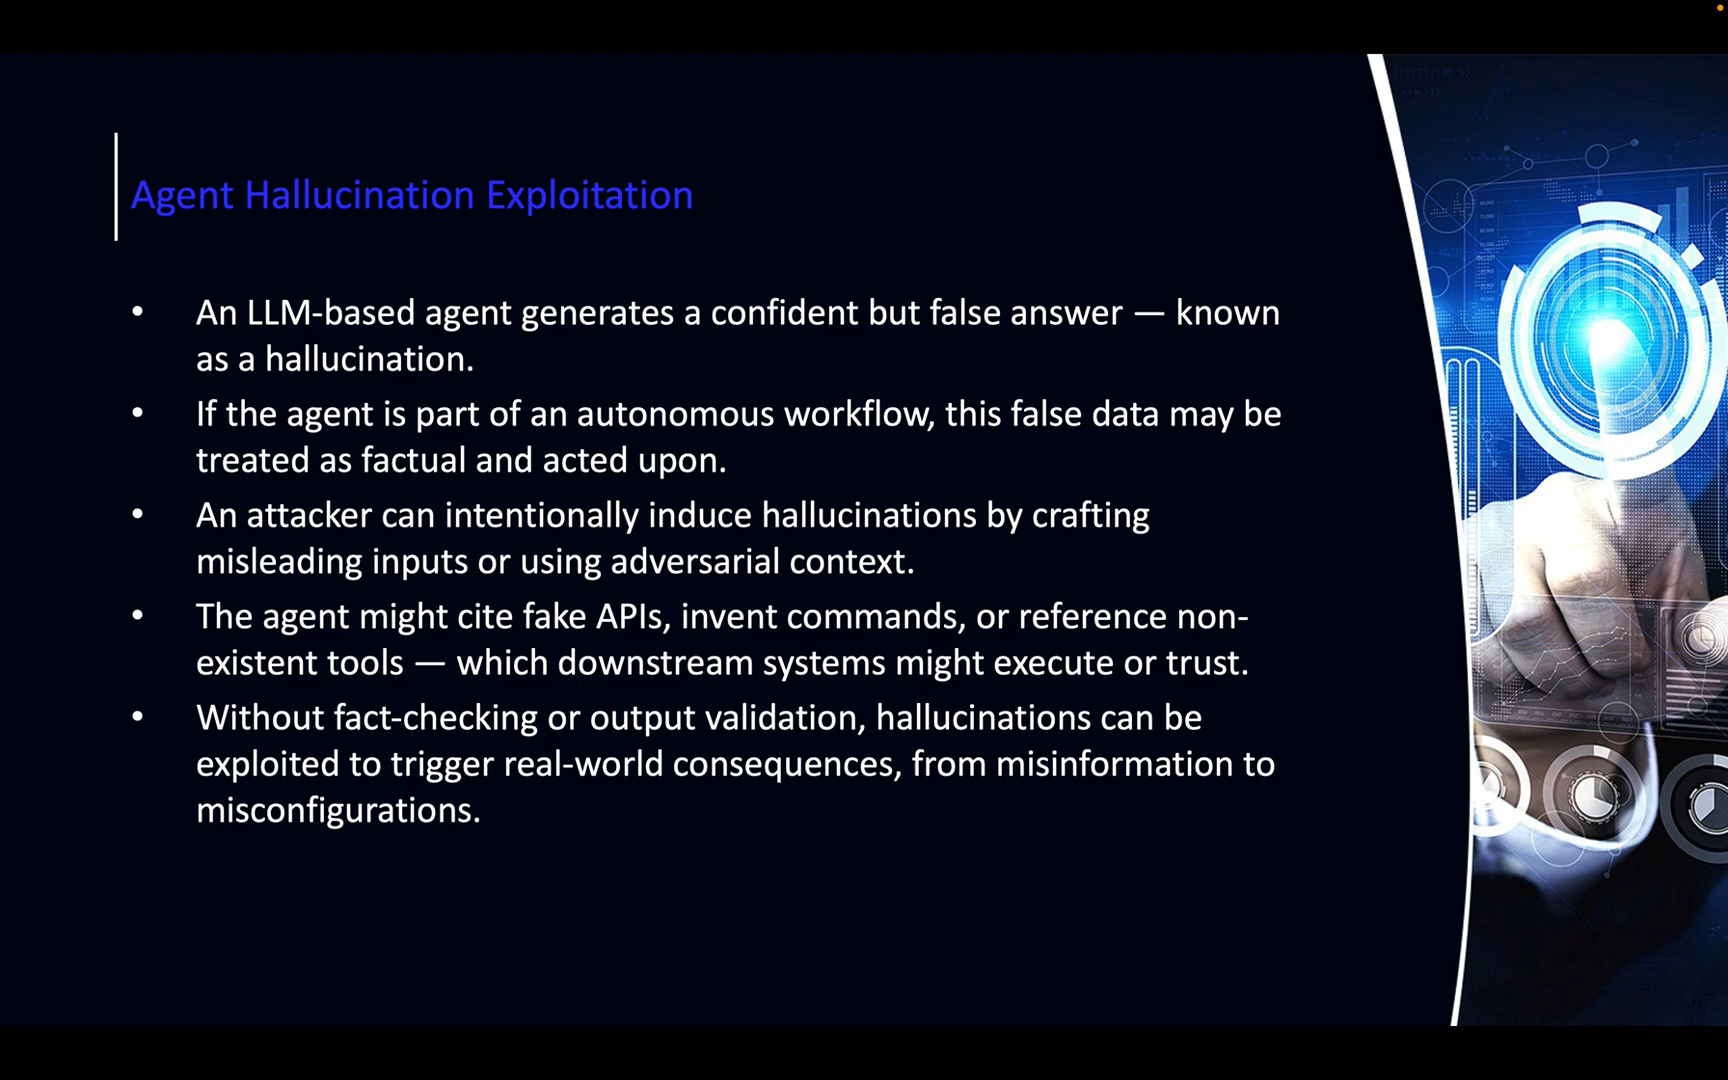 Agent Hallucination Exploitation
• An LLM-based agent generates a confident but false answer — known
as a hallucination.
• If the agent is part of an autonomous workflow, this false data may be
treated as factual and acted upon.
• An attacker can intentionally induce hallucinations by crafting
misleading inputs or using adversarial context.
• The agent might cite fake APIs, invent commands, or reference non-
existent tools — which downstream systems might execute or trust.
• Without fact-checking or output validation, hallucinations can be
exploited to trigger real-world consequences, from misinformation to
misconfigurations.